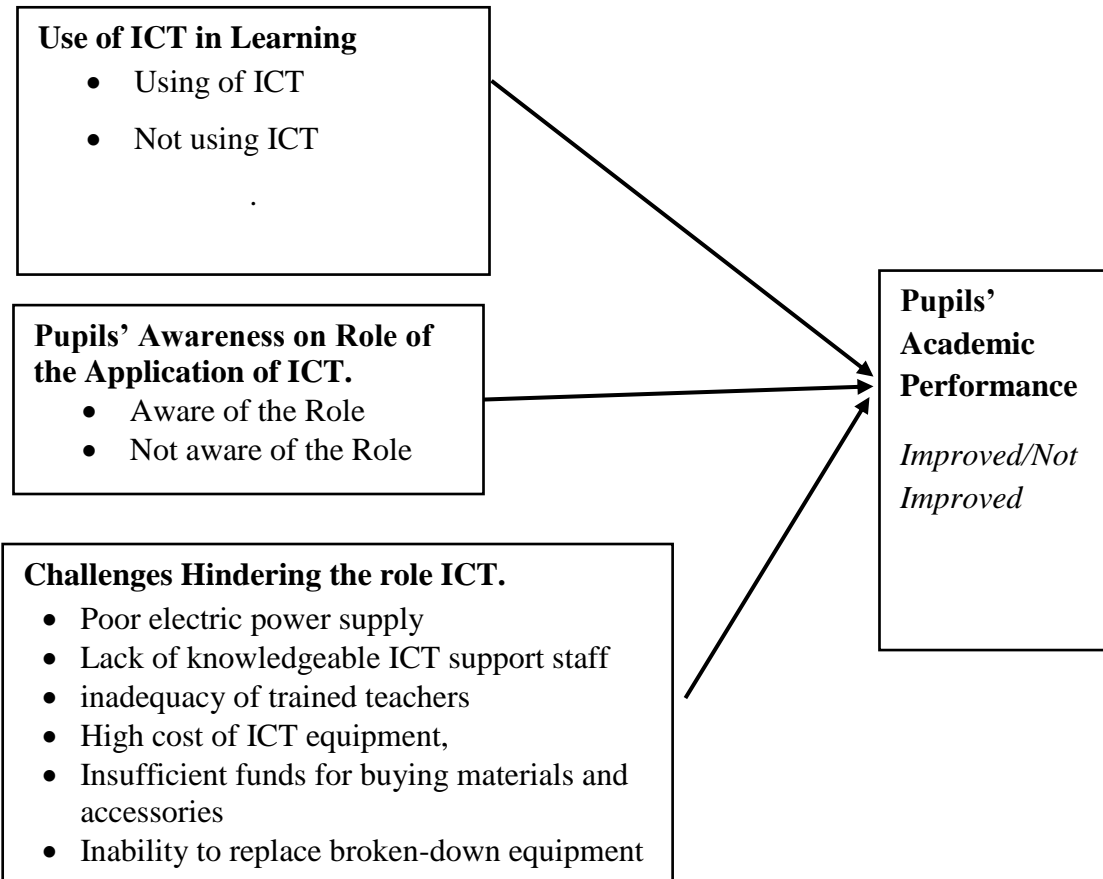 Use of ICT in Learning
• Using of ICT
• Not using ICT
.
Pupils’ Awareness on Role of
the Application of ICT.
• Aware of the Role
• Not aware of the Role
Challenges Hindering the role ICT.
• Poor electric power supply
• Lack of knowledgeable ICT support staff
• inadequacy of trained teachers
• High cost of ICT equipment,
• Insufficient funds for buying materials and
accessories
• Inability to replace broken-down equipment
Pupils’
Academic
Performance
Improved/Not
Improved